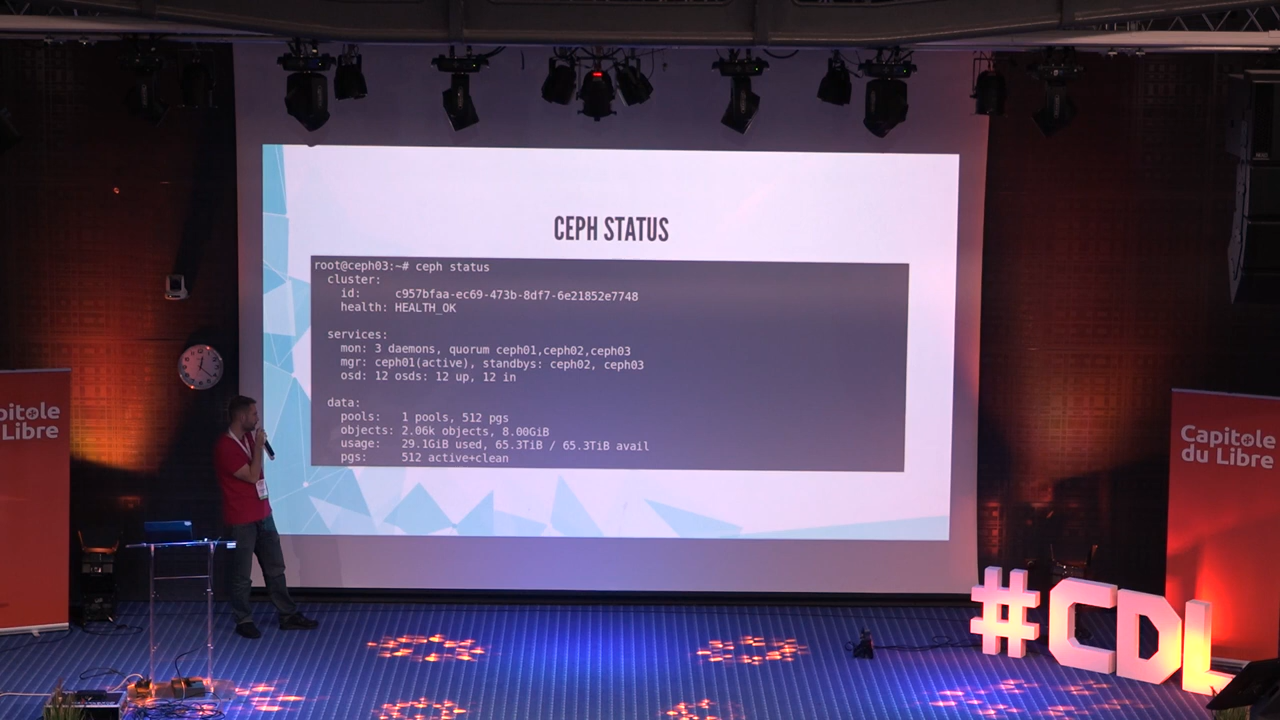 CEPH STATUS
root@ceph03:~# ceph status
cluster:
id: c957bfaa-ec69-473b-8df7-6e21852e7748
health: HEALTH_OK
services:
mon: 3 daemons, quorum ceph01,ceph02,ceph03
mgr: ceph01(active), standbys: ceph02, ceph03
osd: 12 osds: 12 up, 12 in
data:
pools: 1 pools, 512 pgs
objects: 2.06k objects, 8.00GiB
usage: 29.1GiB used, 65.3TiB / 65.3TiB avail
pgs: 512 active+clean
pitole
Libre
Capitole
du Libre
#CDL